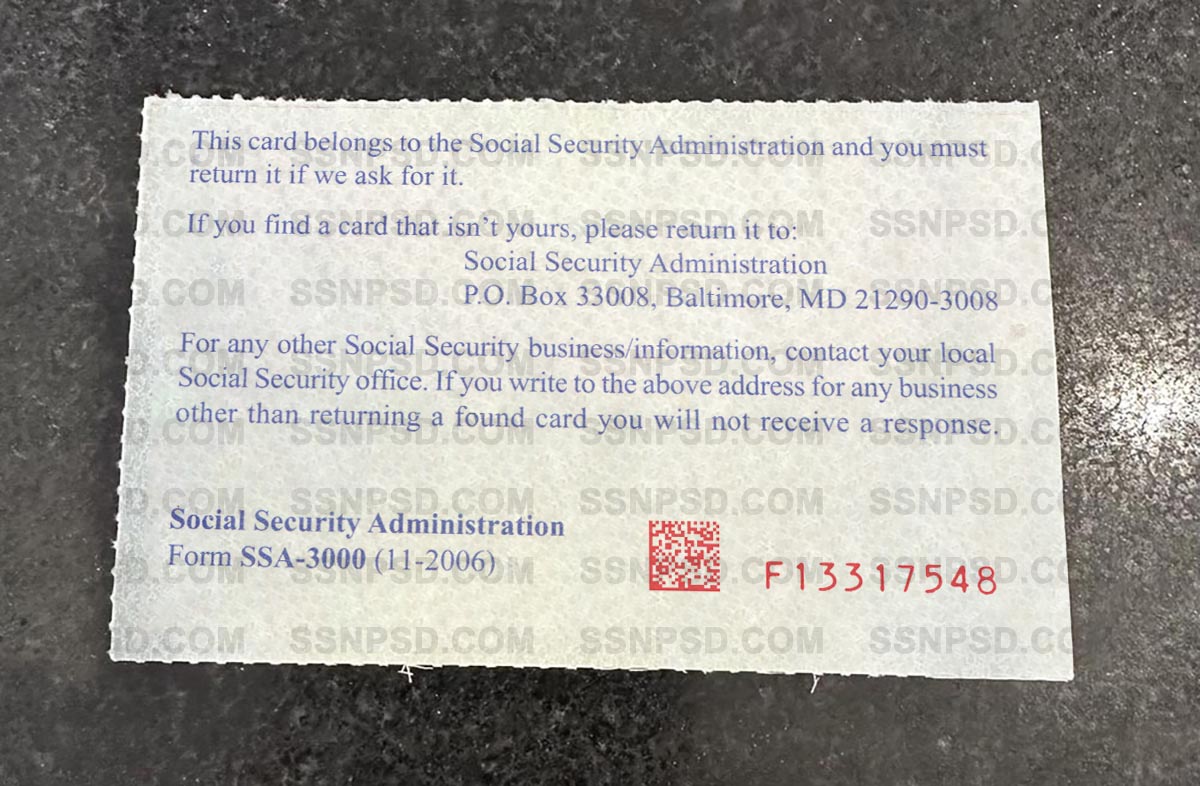 This card belongs to the Social Security Administration and you must
return it if we ask for it.
If you find a card that isn't yours, please return it to:
Social Security Administration
P.O. Box 33008, Baltimore, MD 21290-3008
For any other Social Security business/information, contact your local
Social Security office. If you write to the above address for any business
other than returning a found card you will not receive a response.
Social Security Administration
Form SSA-3000 (11-2006)
F13317548
SSNPSD.COM